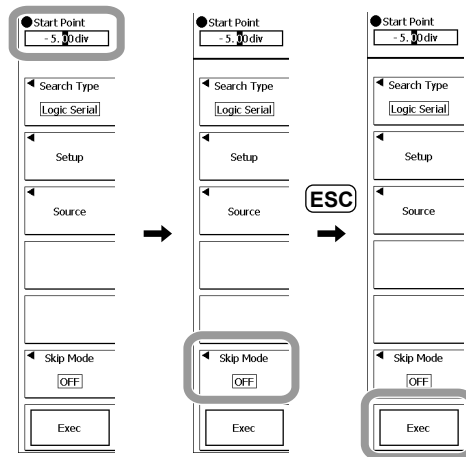 Start Point
-5.00div
Search Type
Logic Serial
Setup
Source
Skip Mode
OFF
Exec
Start Point
-5.00div
Search Type
Logic Serial
Setup
Source
Skip Mode
OFF
Exec
ESC
Start Point
-5.00div
Search Type
Logic Serial
Setup
Source
Skip Mode
OFF
Exec